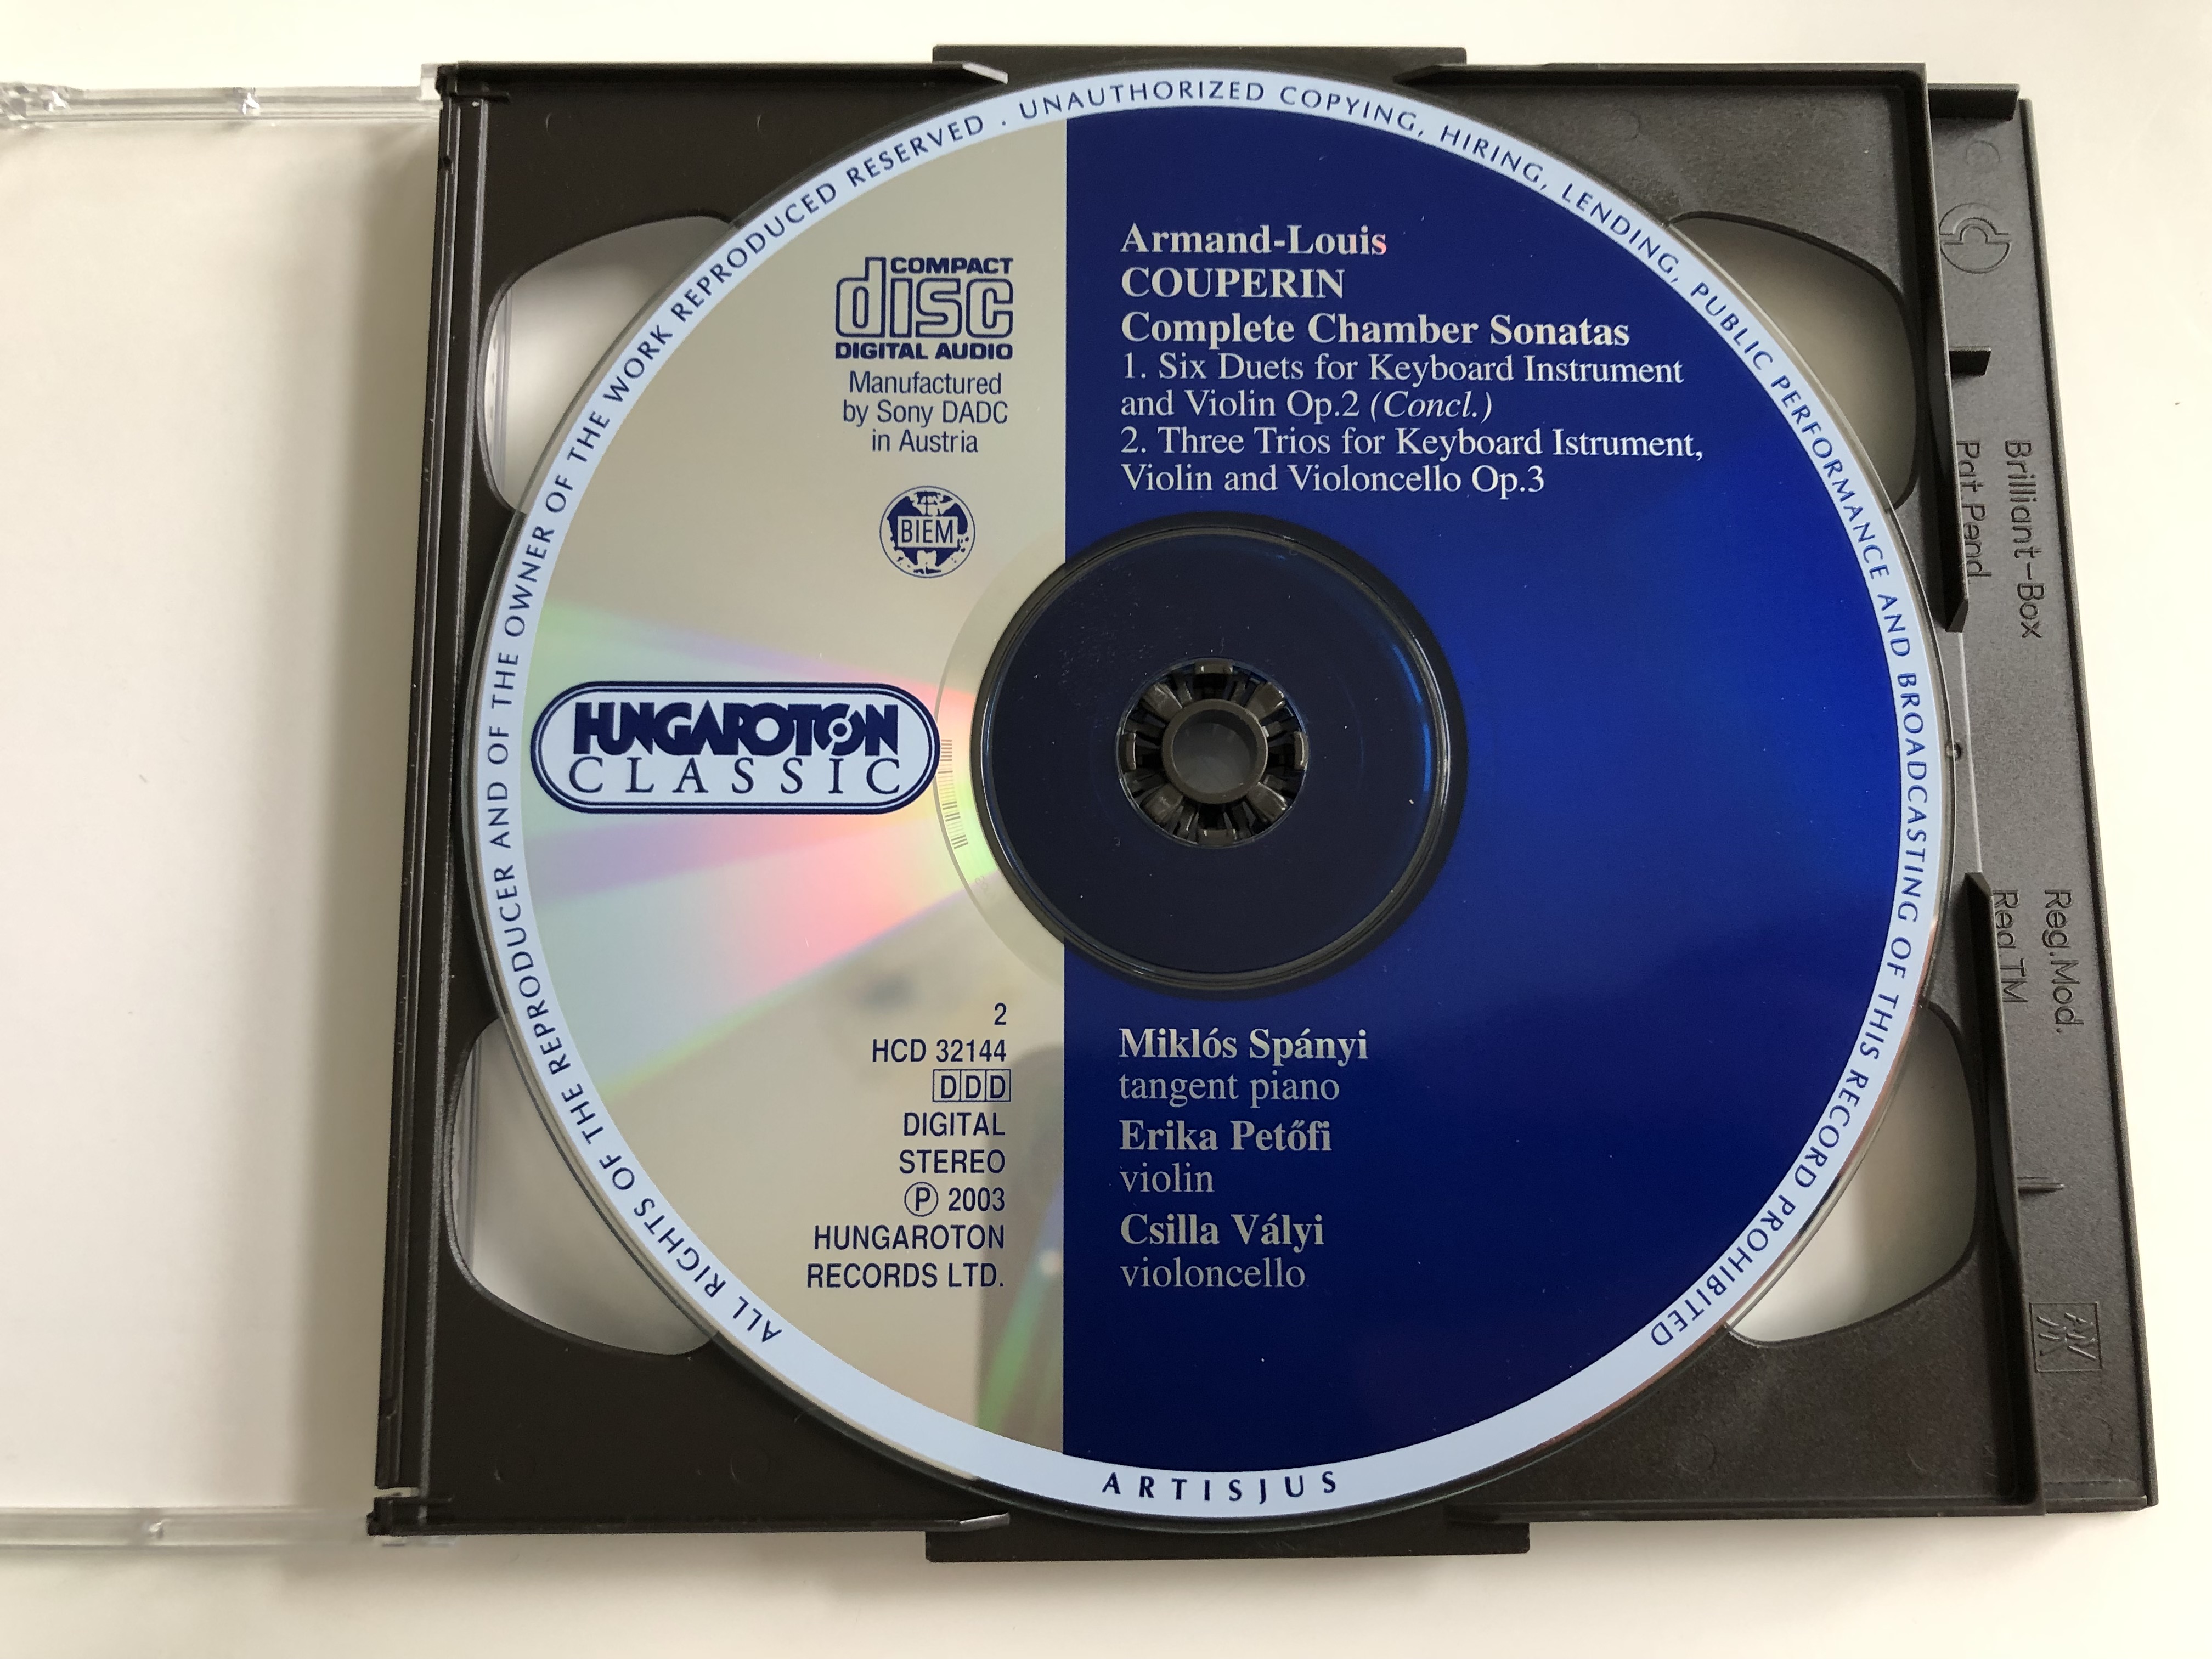 ALL RIGHTS OF THE REPRODUCER AND OF THE OWNER OF THE WORK REPRODUCED RESERVED . UNAUTHORIZED COPYING, HIRING, LENDING, PUBLIC PERFORMANCE AND BROADCASTING OF THIS RECORD PROHIBITED
COMPACT
disc
DIGITAL AUDIO
Manufactured
by Sony DADC
in Austria
BIEM
HUNGAROTON
CLASSIC
2
HCD 32144
DDD
DIGITAL
STEREO
Ⓟ 2003
HUNGAROTON
RECORDS LTD.
Armand-Louis
COUPERIN
Complete Chamber Sonatas
1. Six Duets for Keyboard Instrument
and Violin Op.2 (Concl.)
2. Three Trios for Keyboard Istrument,
Violin and Violoncello Op.3
Miklós Spányi
tangent piano
Erika Petőfi
violin
Csilla Vályi
violoncello
ARTISJUS
Brilliant-Box
Pat.Pend.
Reg.Mod.
Reg.TM